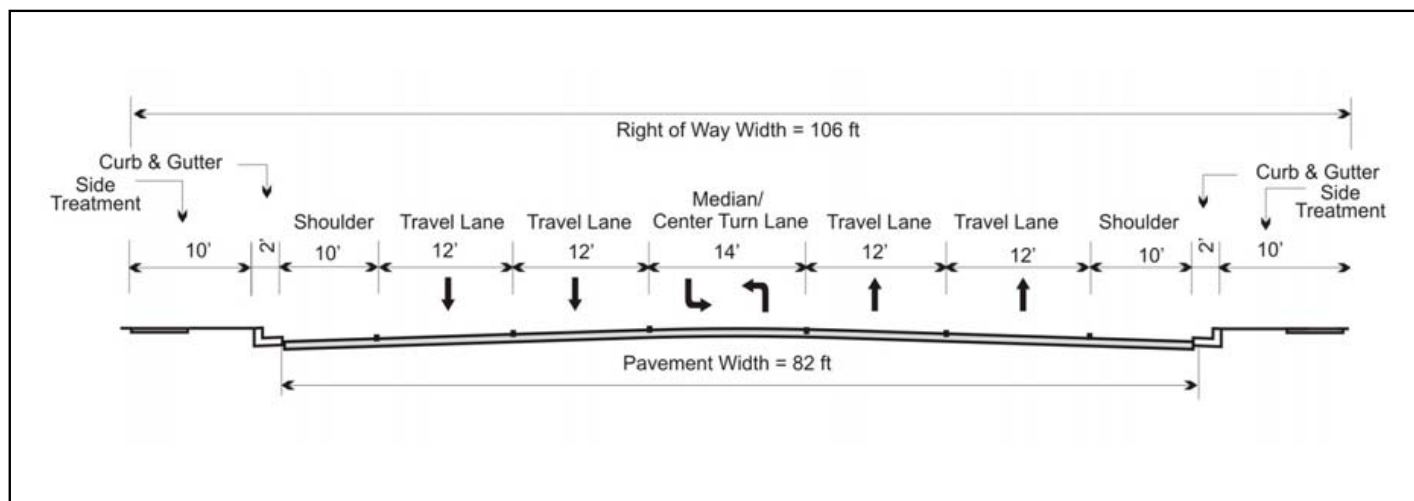 Right of Way Width = 106 ft
Curb & Gutter
Side
Treatment
Curb & Gutter
Side
Treatment
Median/
Shoulder Travel Lane Travel Lane Center Turn Lane Travel Lane Travel Lane Shoulder
10' 2' 10' 12' 12' 14' 12' 12' 10' 2' 10'
Pavement Width = 82 ft